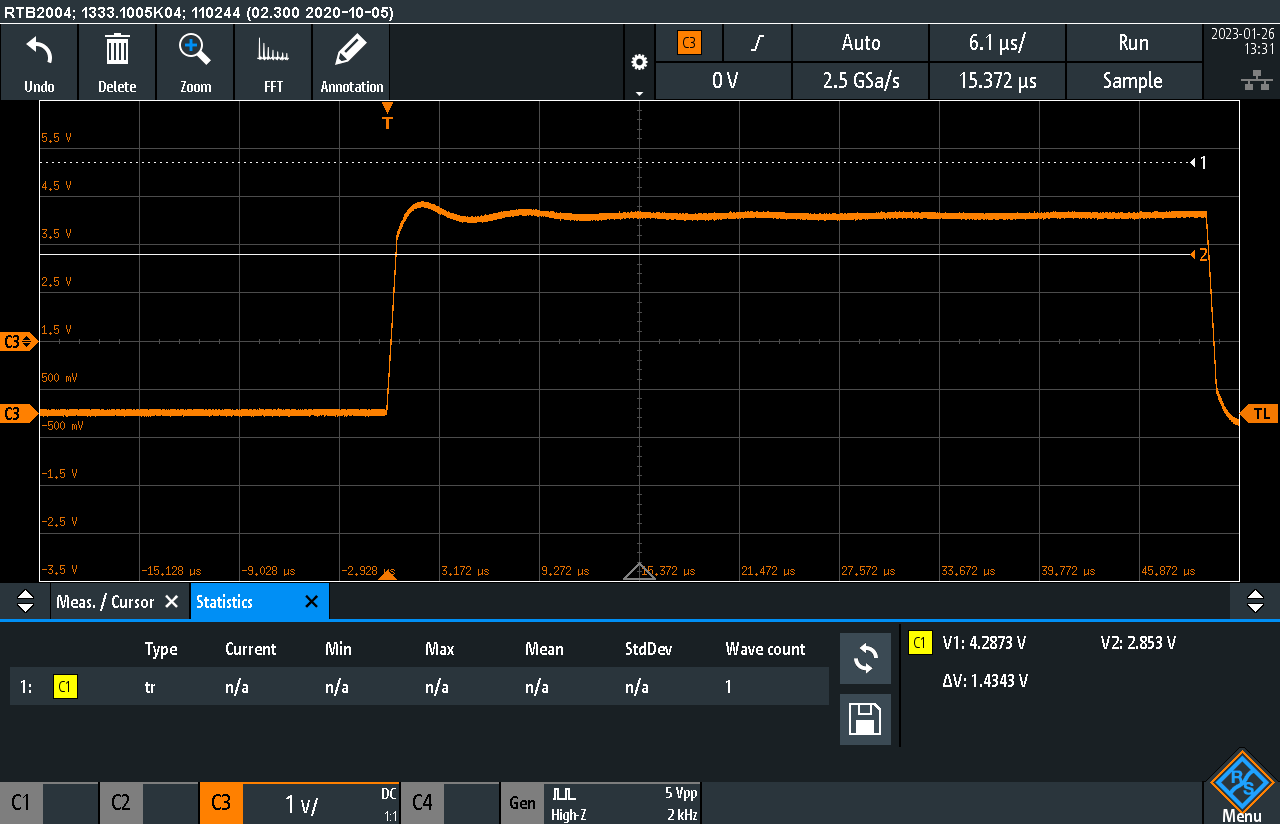 RTB2004; 1333.1005K04; 110244 (02.300 2020-10-05)
Undo Delete Zoom FFT Annotation
C3 Auto 6.1 µs/ Run
0 V 2.5 GSa/s 15.372 µs Sample
2023-01-26
13:31
T
5.5 V
1
4.5 V
3.5 V
2
2.5 V
1.5 V
C3
500 mV
C3
TL
-500 mV
-1.5 V
-2.5 V
-3.5 V
-15.128 µs -9.028 µs -2.928 µs 3.172 µs 9.272 µs 15.372 µs 21.472 µs 27.572 µs 33.672 µs 39.772 µs 45.872 µs
Meas. / Cursor Statistics
Type Current Min Max Mean StdDev Wave count
1: C1 tr n/a n/a n/a n/a n/a 1
C1 V1: 4.2873 V V2: 2.853 V
ΔV: 1.4343 V
C1 C2 C3 1 V/ DC 1:1 C4 Gen High-Z 5 Vpp 2 kHz
R S
Menu